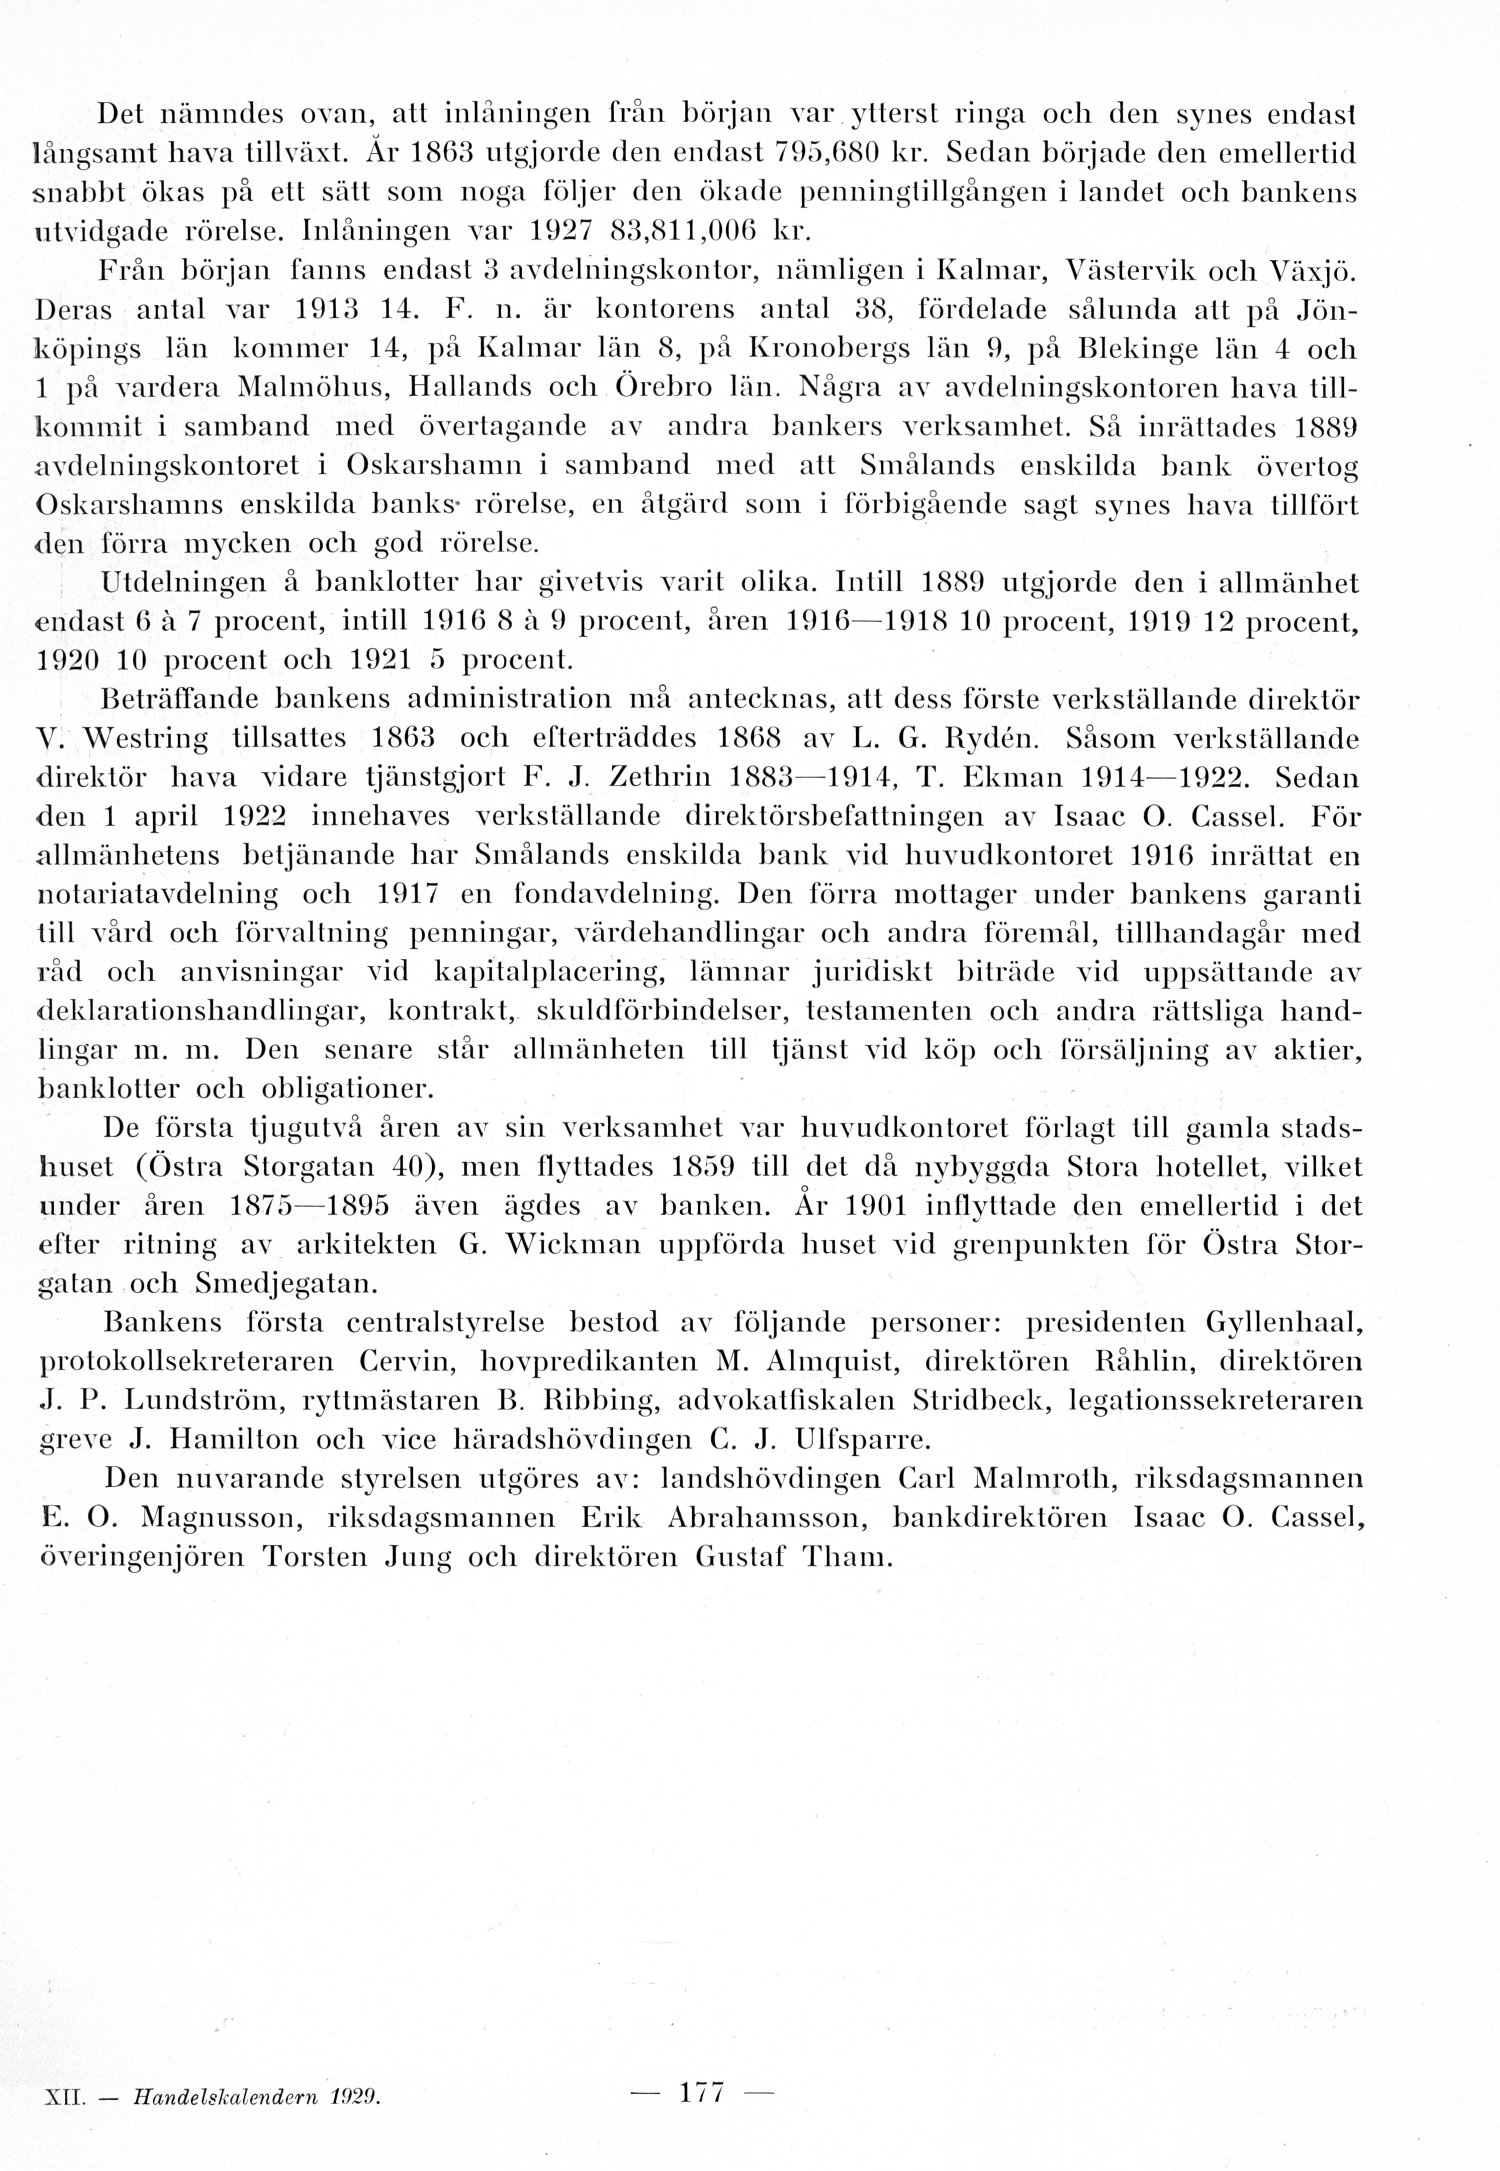 Det nämndes ovan, att inlåningen från början var ytterst ringa och den synes endast
långsamt hava tillväxt. År 1863 utgjorde den endast 795,680 kr. Sedan började den emellertid
snabbt ökas på ett sätt som noga följer den ökade penningtillgången i landet och bankens
utvidgade rörelse. Inlåningen var 1927 83,811,006 kr.
Från början fanns endast 3 avdelningskontor, nämligen i Kalmar, Västervik och Växjö.
Deras antal var 1913 14. F. n. är kontorens antal 38, fördelade sålunda att på Jön-
köpings län kommer 14, på Kalmar län 8, på Kronobergs län 9, på Blekinge län 4 och
1 på vardera Malmöhus, Hallands och Örebro län. Några av avdelningskontoren hava till-
kommit i samband med övertagande av andra bankers verksamhet. Så inrättades 1889
avdelningskontoret i Oskarshamn i samband med att Smålands enskilda bank övertog
Oskarshamns enskilda banks rörelse, en åtgärd som i förbigående sagt synes hava tillfört
den förra mycken och god rörelse.
Utdelningen å banklotter har givetvis varit olika. Intill 1889 utgjorde den i allmänhet
endast 6 à 7 procent, intill 1916 8 à 9 procent, åren 1916—1918 10 procent, 1919 12 procent,
1920 10 procent och 1921 5 procent.
Beträffande bankens administration må antecknas, att dess förste verkställande direktör
V. Westring tillsattes 1863 och efterträddes 1868 av L. G. Rydén. Såsom verkställande
direktör hava vidare tjänstgjort F. J. Zethrin 1883—1914, T. Ekman 1914—1922. Sedan
den 1 april 1922 innehaves verkställande direktörsbefattningen av Isaac O. Cassel. För
allmänhetens betjänande har Smålands enskilda bank vid huvudkontoret 1916 inrättat en
notariatavdelning och 1917 en fondavdelning. Den förra mottager under bankens garanti
till vård och förvaltning penningar, värdehandlingar och andra föremål, tillhandagår med
råd och anvisningar vid kapitalplacering, lämnar juridiskt biträde vid uppsättande av
deklarationshandlingar, kontrakt, skuldförbindelser, testamenten och andra rättsliga hand-
lingar m. m. Den senare står allmänheten till tjänst vid köp och försäljning av aktier,
banklotter och obligationer.
De första tjugutvå åren av sin verksamhet var huvudkontoret förlagt till gamla stads-
huset (Östra Storgatan 40), men flyttades 1859 till det då nybyggda Stora hotellet, vilket
under åren 1875—1895 även ägdes av banken. År 1901 inflyttade den emellertid i det
efter ritning av arkitekten G. Wickman uppförda huset vid grenpunkten för Östra Stor-
gatan och Smedjegatan.
Bankens första centralstyrelse bestod av följande personer: presidenten Gyllenhaal,
protokollsekreteraren Cervin, hovpredikanten M. Almquist, direktören Råhlin, direktören
J. P. Lundström, ryttmästaren B. Ribbing, advokatfiskalen Stridbeck, legationssekreteraren
greve J. Hamilton och vice häradshövdingen C. J. Ulfsparre.
Den nuvarande styrelsen utgöres av: landshövdingen Carl Malmroth, riksdagsmannen
E. O. Magnusson, riksdagsmannen Erik Abrahamsson, bankdirektören Isaac O. Cassel,
överingenjören Torsten Jung och direktören Gustaf Tham.
XII. — Handelskalendern 1929.
— 177 —